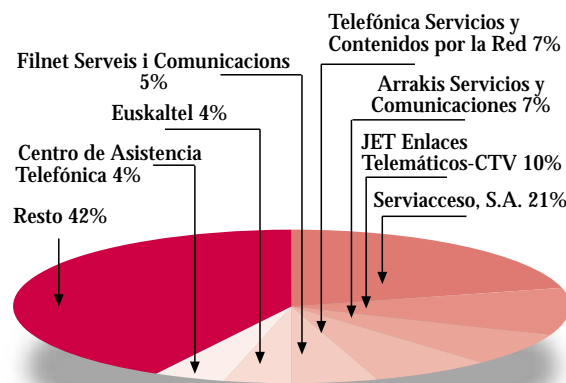 Telefónica Servicios y
Contenidos por la Red 7%
Filnet Serveis i Comunicacions
5%
Arrakis Servicios y
Comunicaciones 7%
Euskaltel 4%
JET Enlaces
Telemáticos-CTV 10%
Centro de Asistencia
Telefónica 4%
Serviacceso, S.A. 21%
Resto 42%